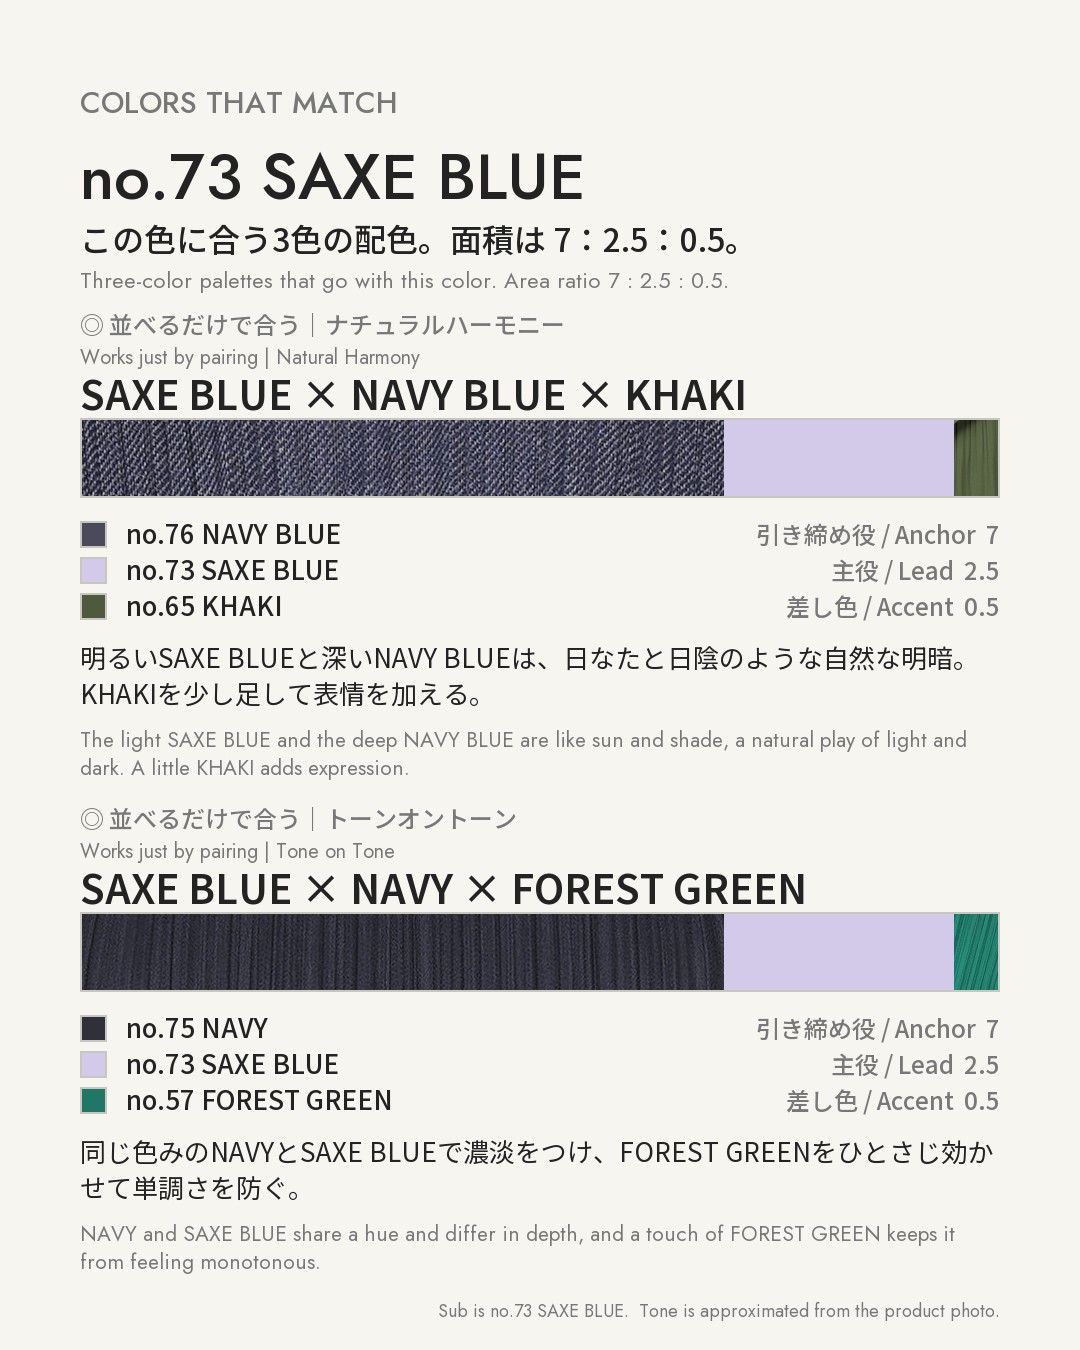 COLORS THAT MATCH
no.73 SAXE BLUE
この色に合う3色の配色。面積は 7：2.5：0.5。
Three-color palettes that go with this color. Area ratio 7 : 2.5 : 0.5.
◎ 並べるだけで合う｜ナチュラルハーモニー
Works just by pairing | Natural Harmony
SAXE BLUE × NAVY BLUE × KHAKI
no.76 NAVY BLUE 引き締め役 / Anchor 7
no.73 SAXE BLUE 主役 / Lead 2.5
no.65 KHAKI 差し色 / Accent 0.5
明るいSAXE BLUEと深いNAVY BLUEは、日なたと日陰のような自然な明暗。
KHAKIを少し足して表情を加える。
The light SAXE BLUE and the deep NAVY BLUE are like sun and shade, a natural play of light and
dark. A little KHAKI adds expression.
◎ 並べるだけで合う｜トーンオントーン
Works just by pairing | Tone on Tone
SAXE BLUE × NAVY × FOREST GREEN
no.75 NAVY 引き締め役 / Anchor 7
no.73 SAXE BLUE 主役 / Lead 2.5
no.57 FOREST GREEN 差し色 / Accent 0.5
同じ色みのNAVYとSAXE BLUEで濃淡をつけ、FOREST GREENをひとさじ効か
せて単調さを防ぐ。
NAVY and SAXE BLUE share a hue and differ in depth, and a touch of FOREST GREEN keeps it
from feeling monotonous.
Sub is no.73 SAXE BLUE. Tone is approximated from the product photo.